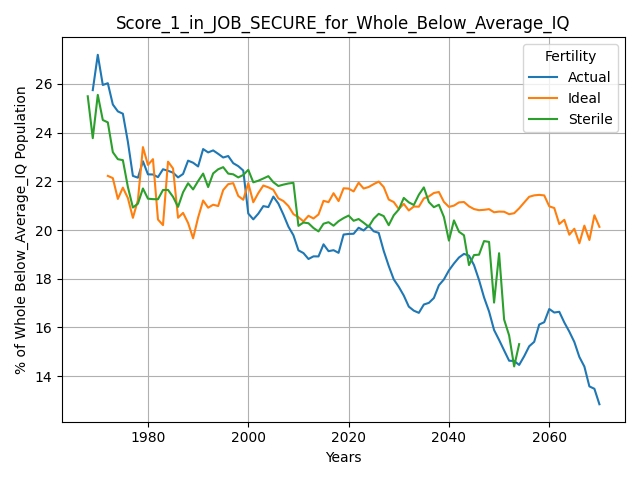 Score_1_in_JOB_SECURE_for_Whole_Below_Average_IQ
% of Whole Below_Average_IQ Population
26
24
22
20
18
16
14
Fertility
Actual
Ideal
Sterile
1980 2000 2020 2040 2060
Years